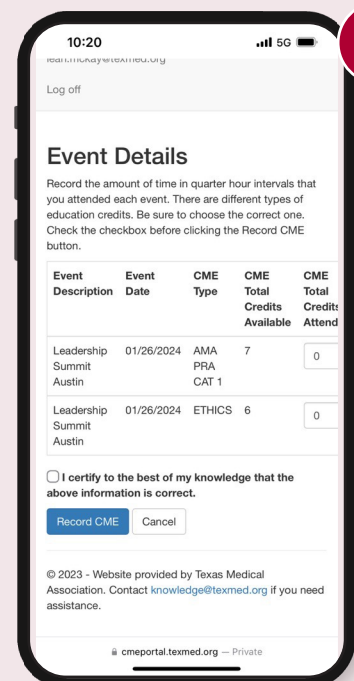 10:20
5G
Log off
Event Details
Record the amount of time in quarter hour intervals that
you attended each event. There are different types of
education credits. Be sure to choose the correct one.
Check the checkbox before clicking the Record CME
button.
Event Description Event Date CME Type CME Total Credits Available CME Total Credits Attend
Leadership Summit Austin 01/26/2024 AMA PRA CAT 1 7 0
Leadership Summit Austin 01/26/2024 ETHICS 6 0
I certify to the best of my knowledge that the
above information is correct.
Record CME Cancel
© 2023 - Website provided by Texas Medical
Association. Contact knowledge@texmed.org if you need
assistance.
cmeportal.texmed.org — Private